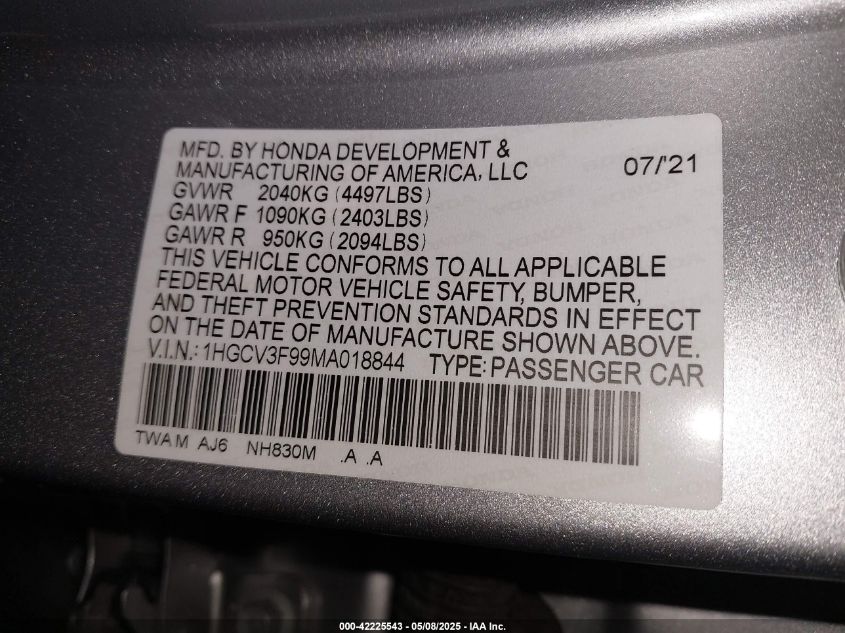 MFD. BY HONDA DEVELOPMENT &
MANUFACTURING OF AMERICA, LLC 07/21
GVWR 2040KG (4497LBS)
GAWR F 1090KG (2403LBS)
GAWR R 950KG (2094LBS)
THIS VEHICLE CONFORMS TO ALL APPLICABLE
FEDERAL MOTOR VEHICLE SAFETY, BUMPER,
AND THEFT PREVENTION STANDARDS IN EFFECT
ON THE DATE OF MANUFACTURE SHOWN ABOVE.
V.I.N.: 1HGCV3F99MA018844 TYPE: PASSENGER CAR
TWA M AJ6 NH830M .A .A
000-42225543 - 05/08/2025 - IAA Inc.